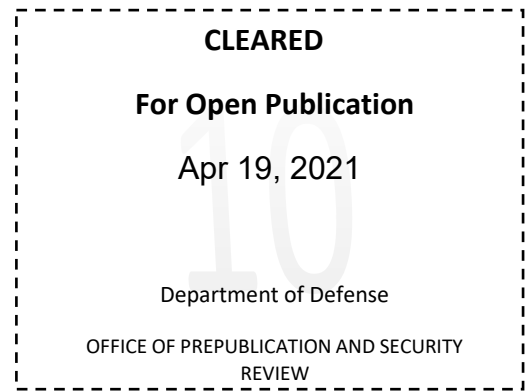 CLEARED
For Open Publication
Apr 19, 2021
10
Department of Defense
OFFICE OF PREPUBLICATION AND SECURITY
REVIEW